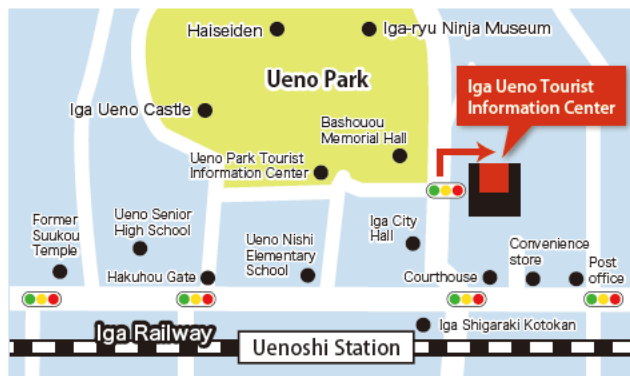 Haiseiden
Iga-ryu Ninja Museum
Ueno Park
Iga Ueno Tourist
Information Center
Iga Ueno Castle
Bashouou
Memorial Hall
Ueno Park Tourist
Information Center
Former
Suukou
Temple
Ueno Senior
High School
Ueno Nishi
Elementary
School
Iga City
Hall
Hakuhou Gate
Courthouse
Convenience
store
Post
office
Iga Railway
Iga Shigaraki Kotokan
Uenoshi Station